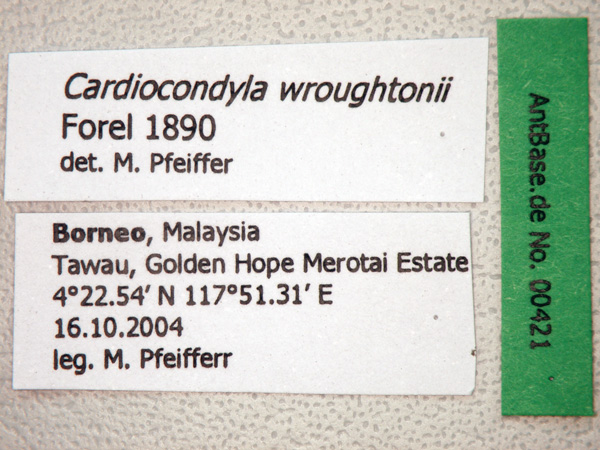 Cardiocondyla wroughtonii
Forel 1890
det. M. Pfeiffer
Borneo, Malaysia
Tawau, Golden Hope Merotai Estate
4°22.54′ N 117°51.31′ E
16.10.2004
leg. M. Pfeifferr
AntBase.de No. 00421